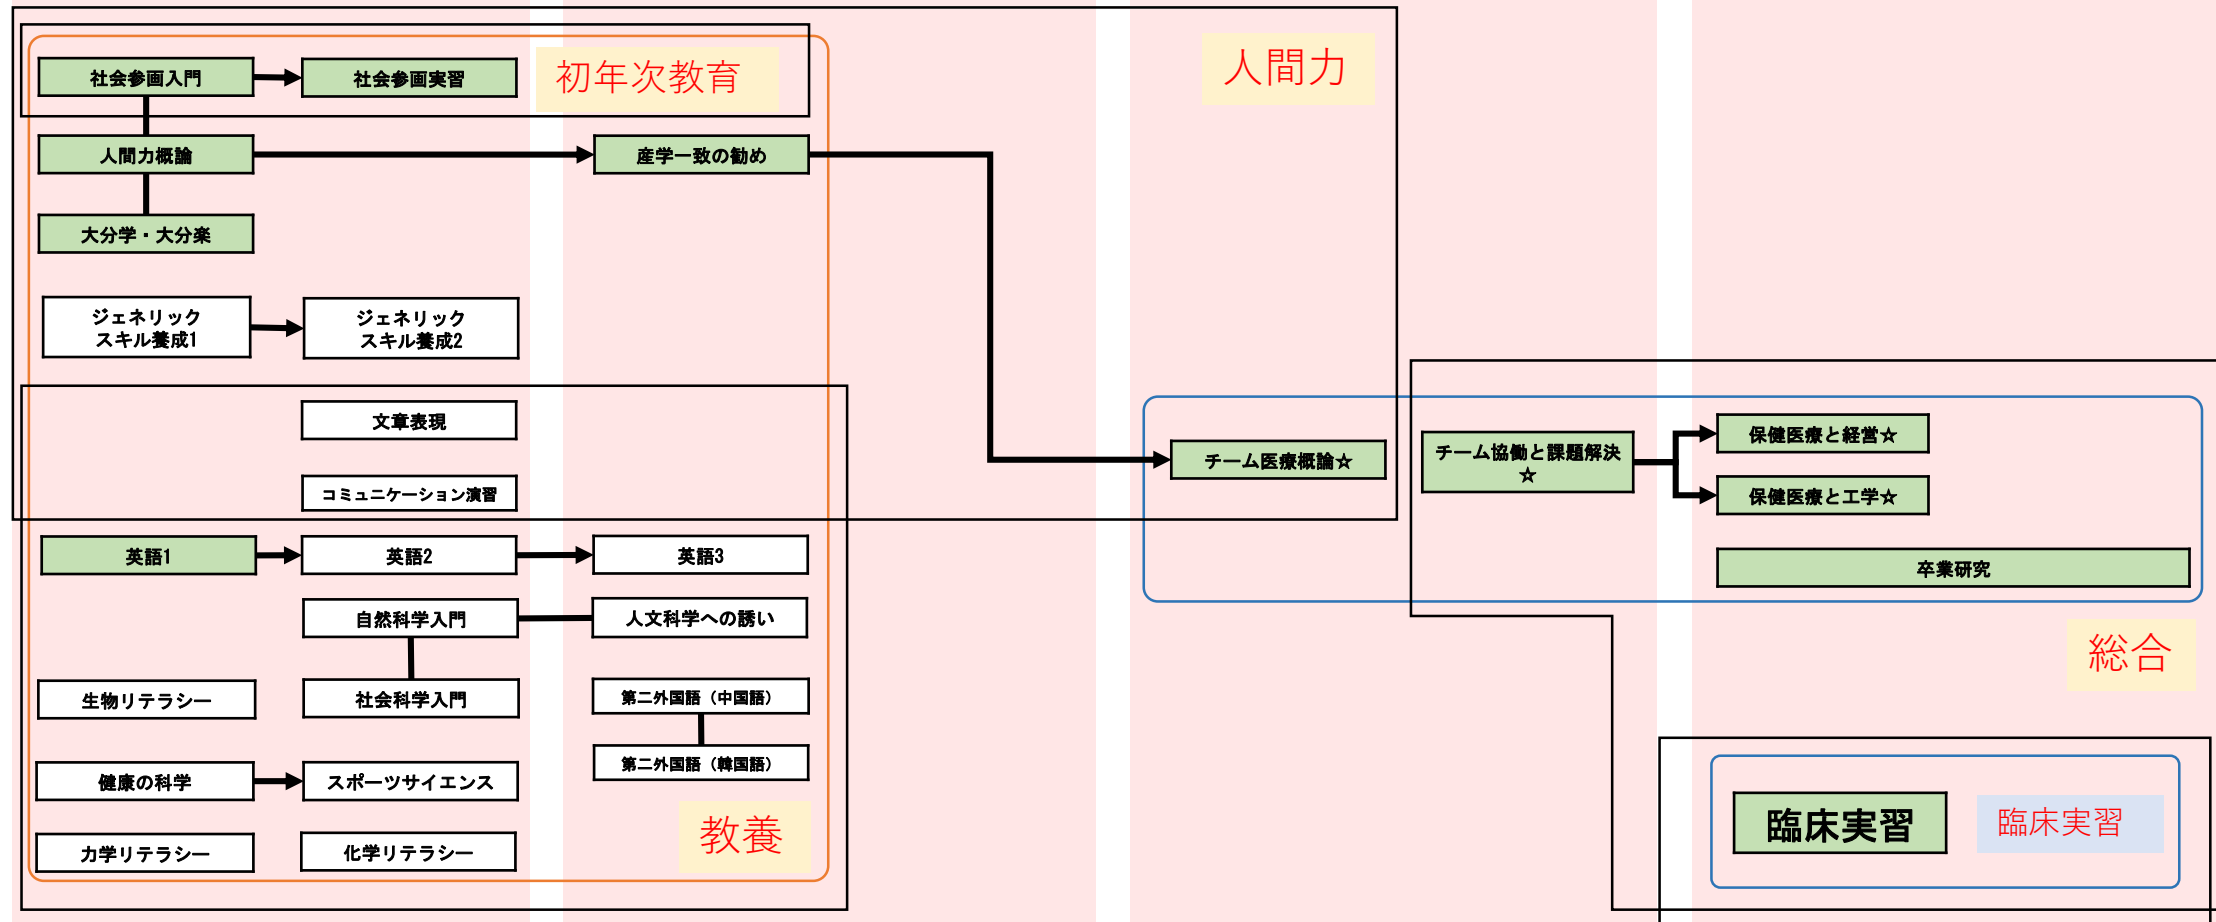 社会参画入門
社会参画実習
初年次教育
人間力
人間力概論
産学一致の勧め
大分学・大分楽
ジェネリック
スキル養成1
ジェネリック
スキル養成2
文章表現
コミュニケーション演習
チーム医療概論☆
チーム協働と課題解決
☆
保健医療と経営☆
保健医療と工学☆
英語1
英語2
英語3
卒業研究
自然科学入門
人文科学への誘い
総合
生物リテラシー
社会科学入門
第二外国語（中国語）
第二外国語（韓国語）
健康の科学
スポーツサイエンス
教養
臨床実習
臨床実習
力学リテラシー
化学リテラシー